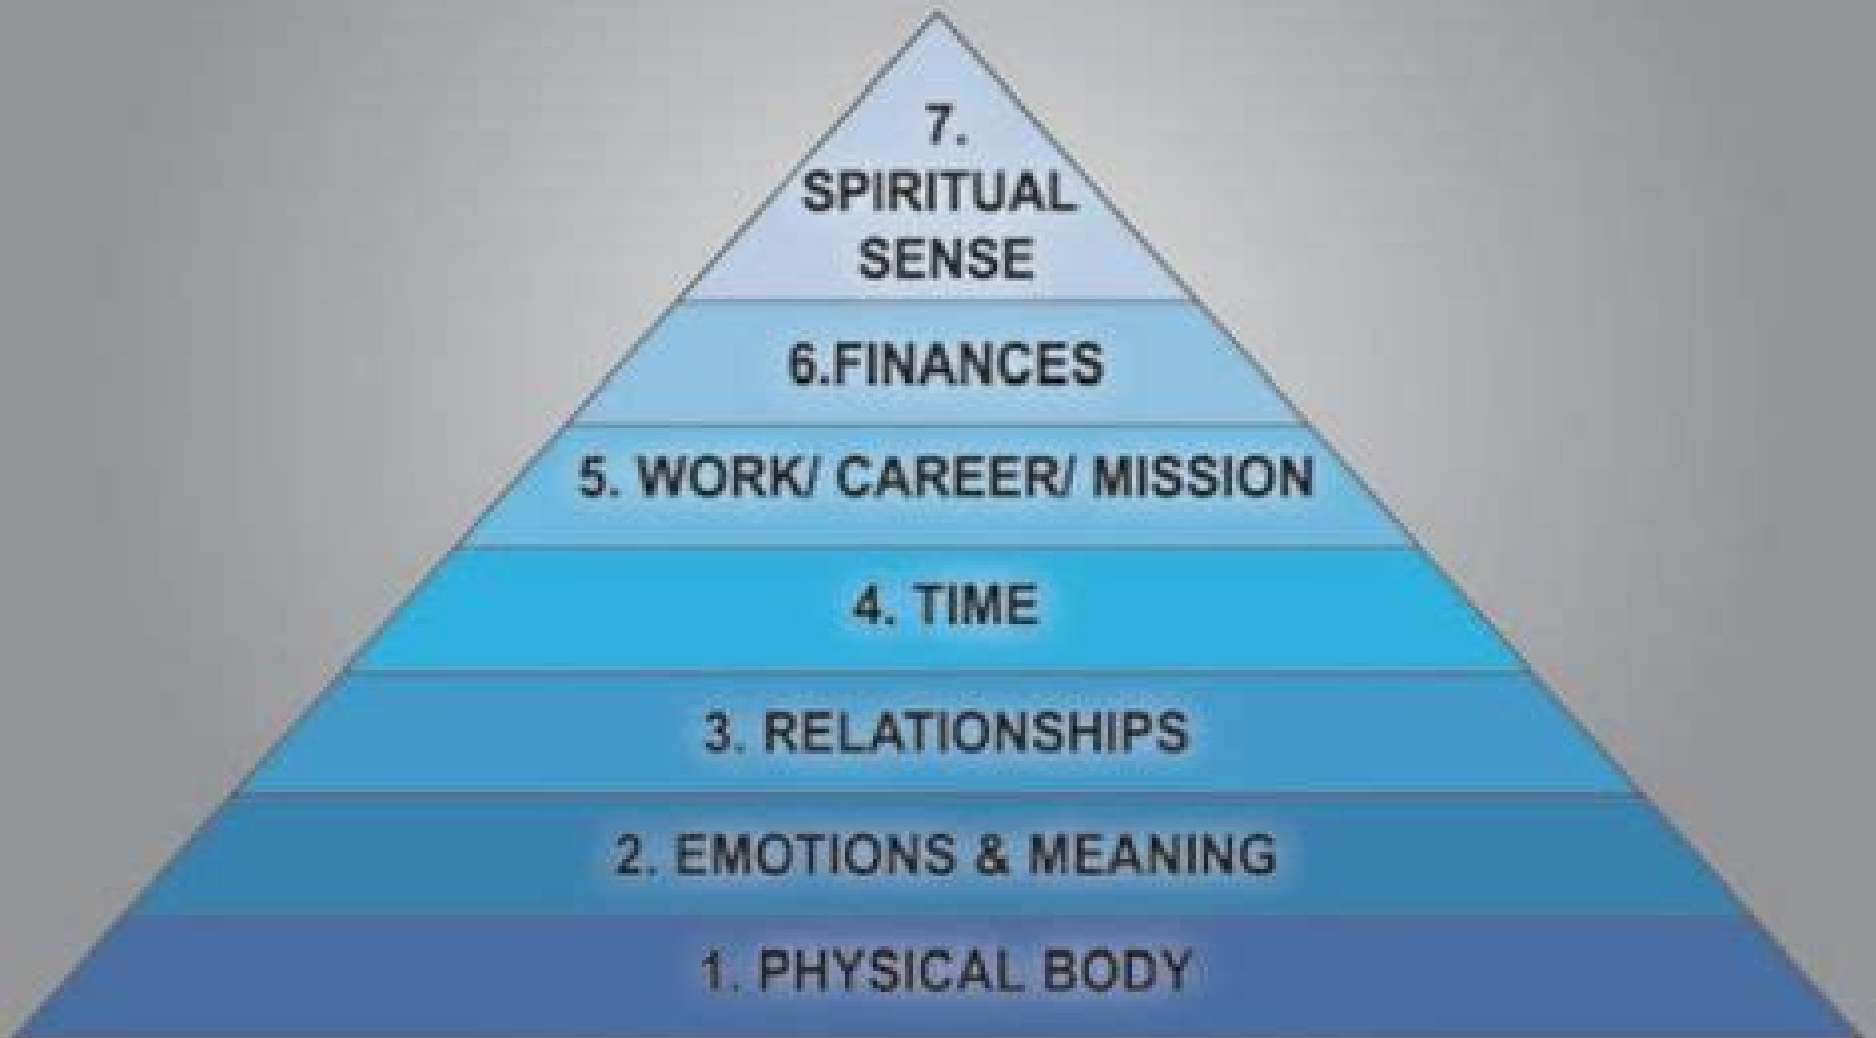 7.
SPIRITUAL
SENSE
6.FINANCES
5. WORK/ CAREER/ MISSION
4. TIME
3. RELATIONSHIPS
2. EMOTIONS & MEANING
1. PHYSICAL BODY